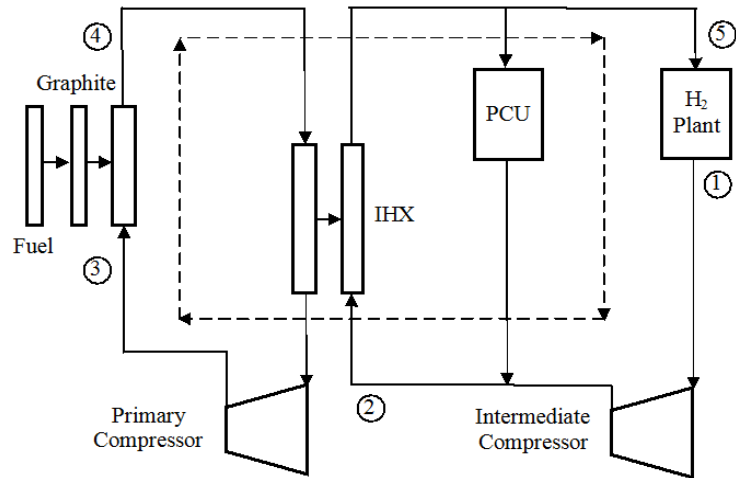 ④
⑤
Graphite
H₂
Plant
PCU
①
IHX
Fuel
③
②
Primary
Compressor
Intermediate
Compressor